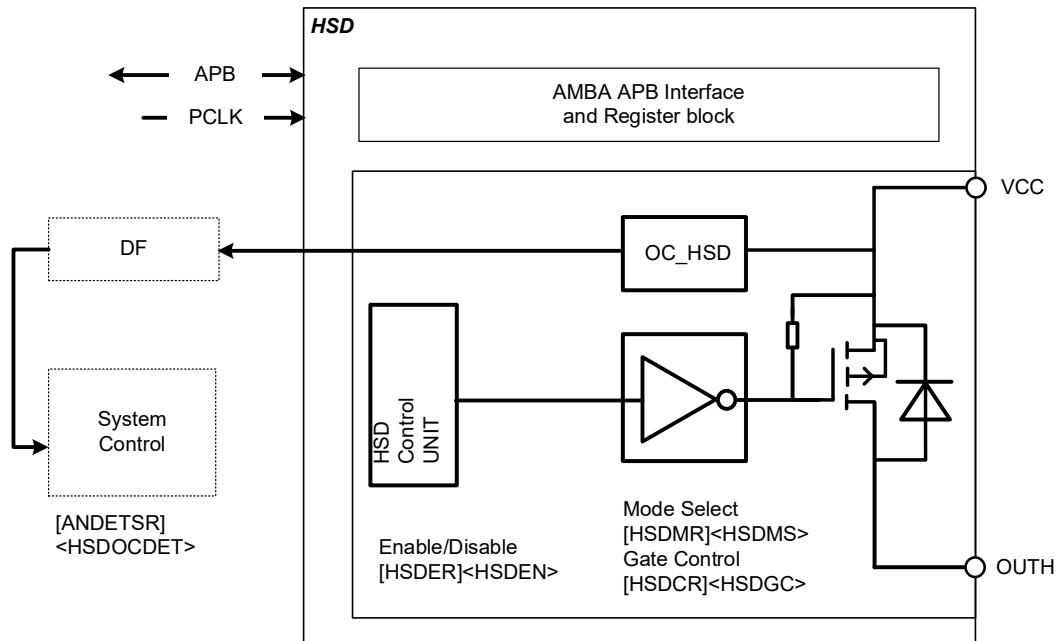 HSD
APB
PCLK
AMBA APB Interface
and Register block
VCC
DF
OC_HSD
HSD
Control
UNIT
System
Control
[ANDETSR]
<HSDOCDET>
Enable/Disable
[HSDER]<HSDEN>
Mode Select
[HSDMR]<HSDMS>
Gate Control
[HSDCR]<HSDGC>
OUTH